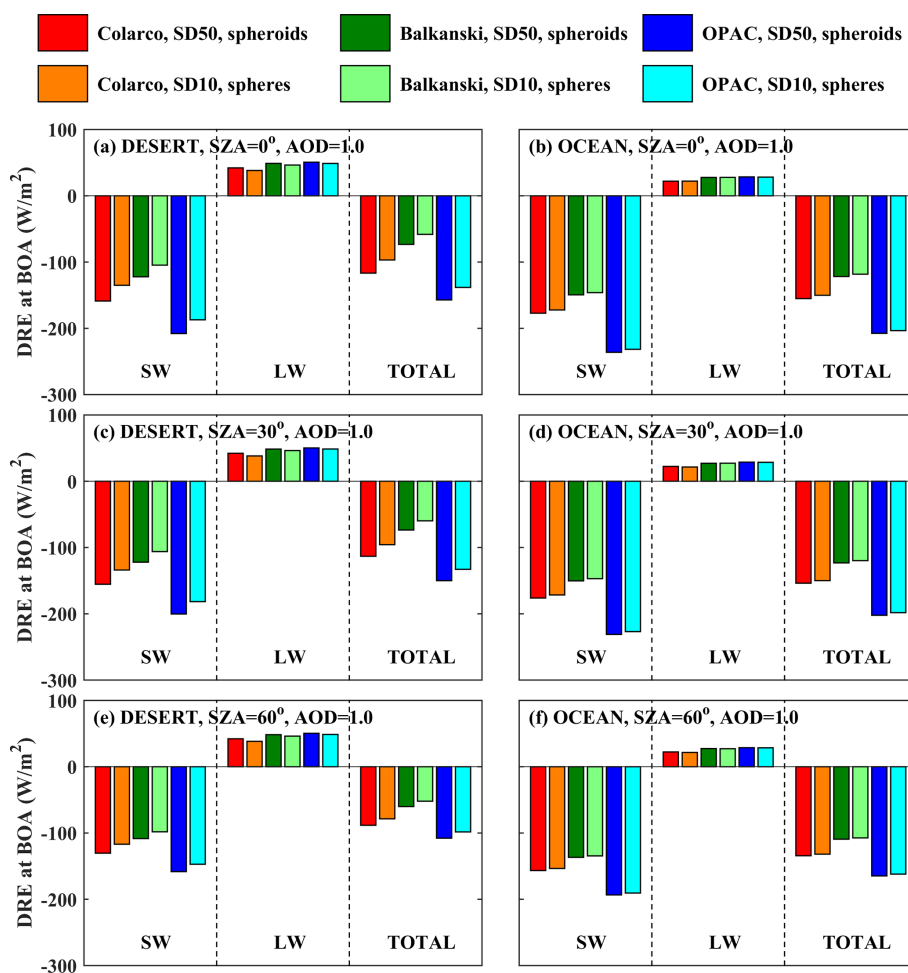 Colarco, SD50, spheroids
Balkanski, SD50, spheroids
OPAC, SD50, spheroids
Colarco, SD10, spheres
Balkanski, SD10, spheres
OPAC, SD10, spheres
DRE at BOA (W/m²)
100
0
-100
-200
-300
(a) DESERT, SZA=0°, AOD=1.0
SW
LW
TOTAL
(b) OCEAN, SZA=0°, AOD=1.0
SW
LW
TOTAL
DRE at BOA (W/m²)
100
0
-100
-200
-300
(c) DESERT, SZA=30°, AOD=1.0
SW
LW
TOTAL
(d) OCEAN, SZA=30°, AOD=1.0
SW
LW
TOTAL
DRE at BOA (W/m²)
100
0
-100
-200
-300
(e) DESERT, SZA=60°, AOD=1.0
SW
LW
TOTAL
(f) OCEAN, SZA=60°, AOD=1.0
SW
LW
TOTAL